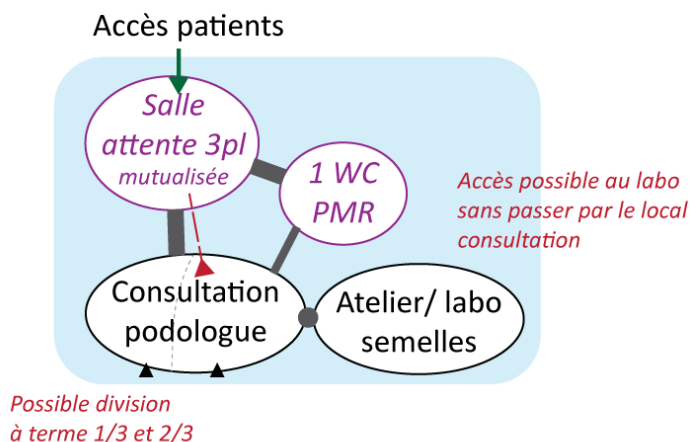 Accès patients
Salle
attente 3pl
mutualisée
1 WC
PMR
Accès possible au labo
sans passer par le local
consultation
Consultation
podologue
Atelier/ labo
semelles
Possible division
à terme 1/3 et 2/3